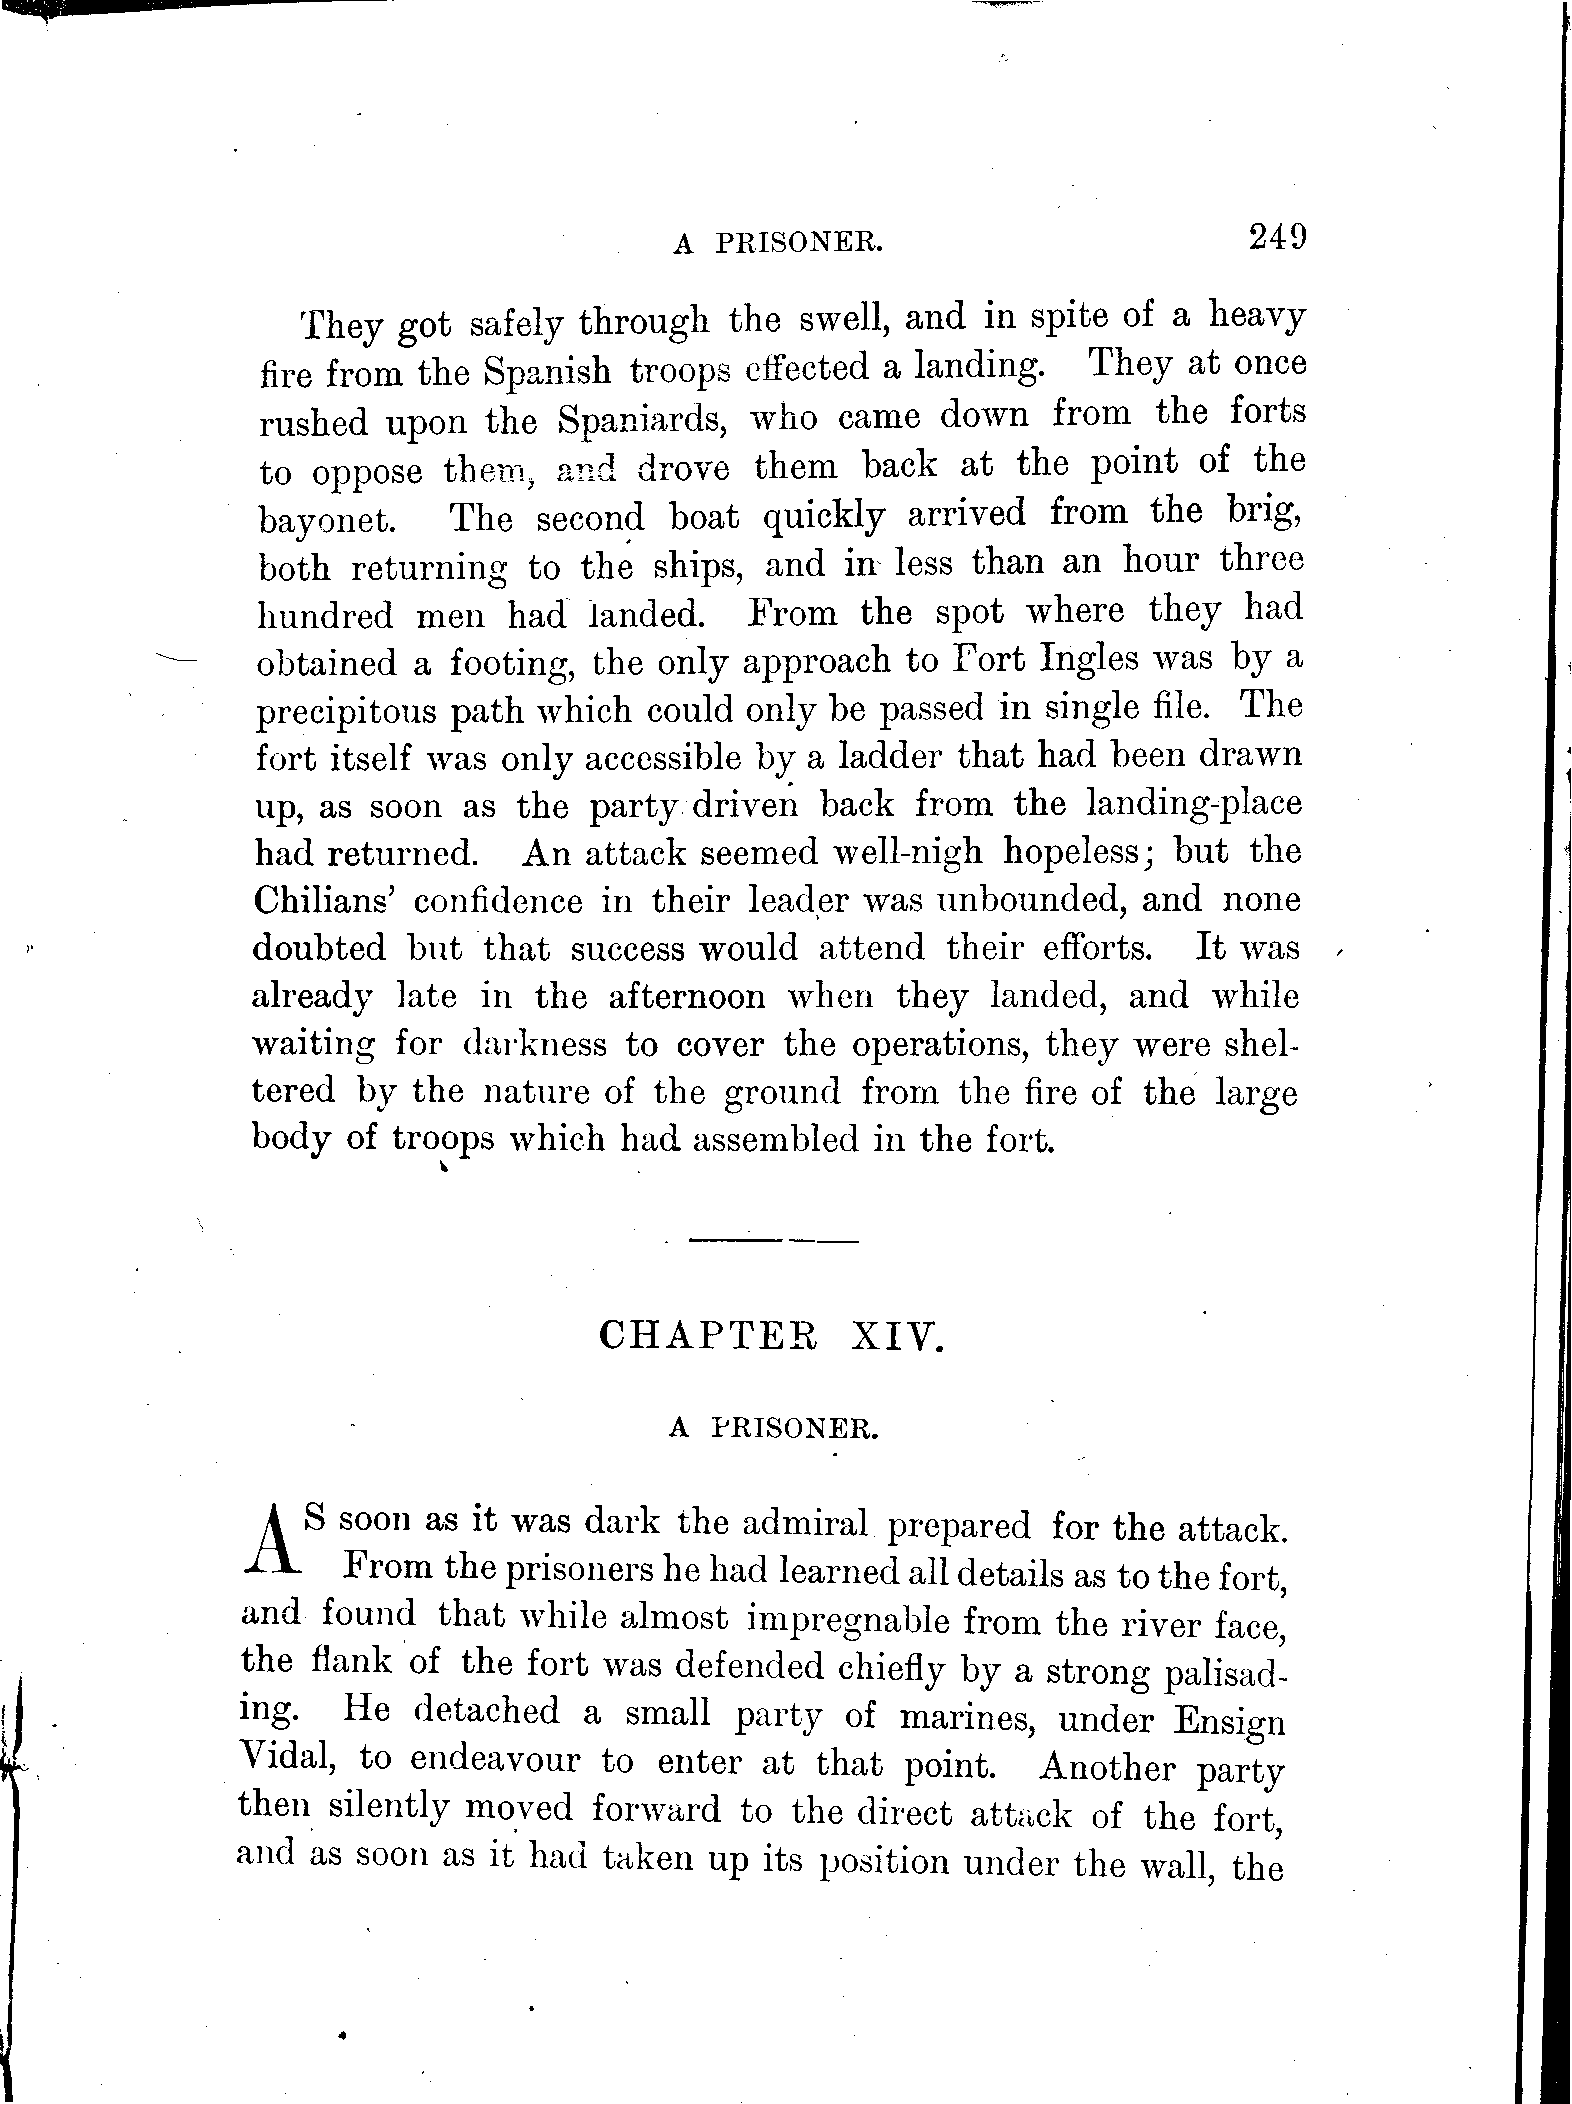 A PRISONER. 249
They got safely through the swell, and in spite of a heavy
fire from the Spanish troops effected a landing. They at once
rushed upon the Spaniards, who came down from the forts
to oppose them, and drove them back at the point of the
bayonet. The second boat quickly arrived from the brig,
both returning to the ships, and in less than an hour three
hundred men had landed. From the spot where they had
obtained a footing, the only approach to Fort Ingles was by a
precipitous path which could only be passed in single file. The
fort itself was only accessible by a ladder that had been drawn
up, as soon as the party driven back from the landing-place
had returned. An attack seemed well-nigh hopeless; but the
Chilians' confidence in their leader was unbounded, and none
doubted but that success would attend their efforts. It was
already late in the afternoon when they landed, and while
waiting for darkness to cover the operations, they were shel-
tered by the nature of the ground from the fire of the large
body of troops which had assembled in the fort.
CHAPTER XIV.
A PRISONER.
AS soon as it was dark the admiral prepared for the attack.
From the prisoners he had learned all details as to the fort,
and found that while almost impregnable from the river face,
the flank of the fort was defended chiefly by a strong palisad-
ing. He detached a small party of marines, under Ensign
Vidal, to endeavour to enter at that point. Another party
then silently moved forward to the direct attack of the fort,
and as soon as it had taken up its position under the wall, the